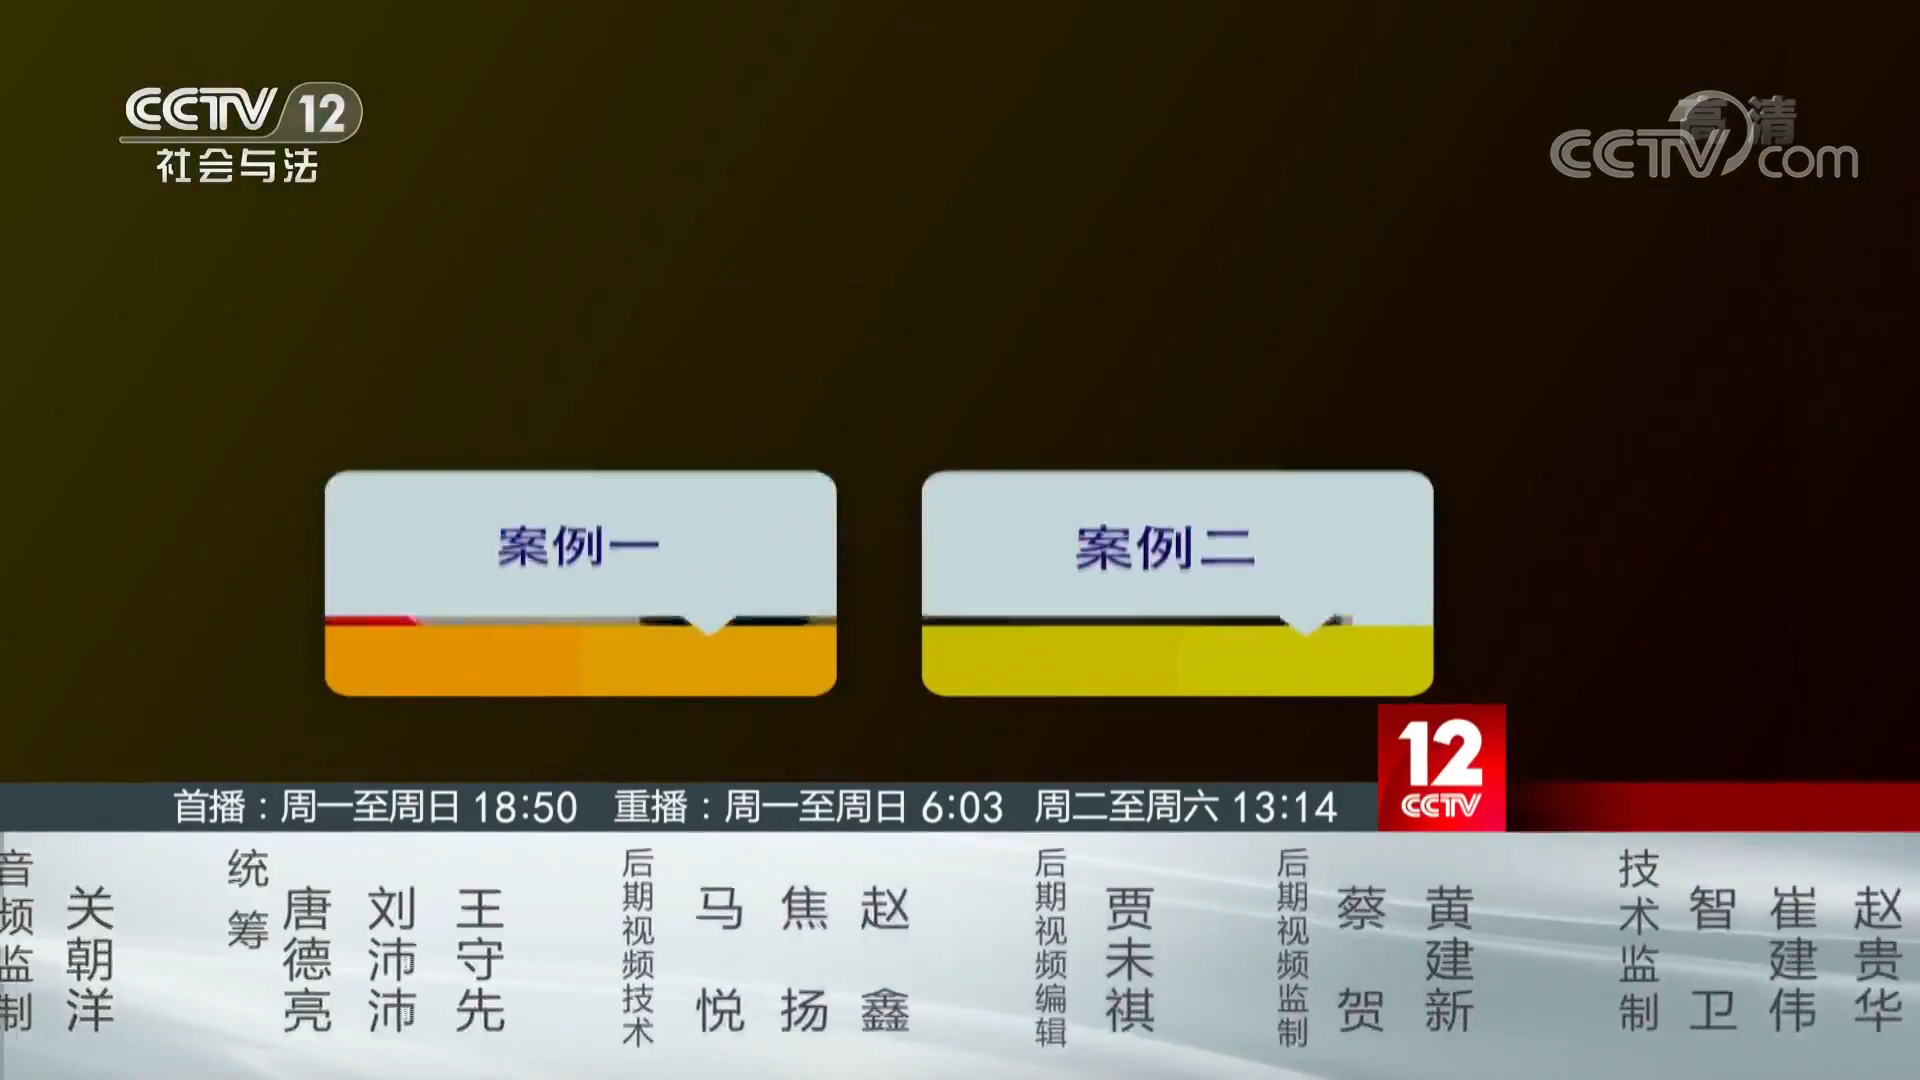 CCTV 12
社会与法
高清
CCTV.com
案例一
案例二
12
CCTV
首播：周一至周日 18:50 重播：周一至周日 6:03 周二至周六 13:14
音频监制
关朝洋
统筹
唐德亮
刘沛沛
王守先
后期视频技术
马悦
焦扬
赵鑫
后期视频编辑
贾未祺
后期视频监制
蔡贺
黄建新
技术监制
智卫
崔建伟
赵贵华